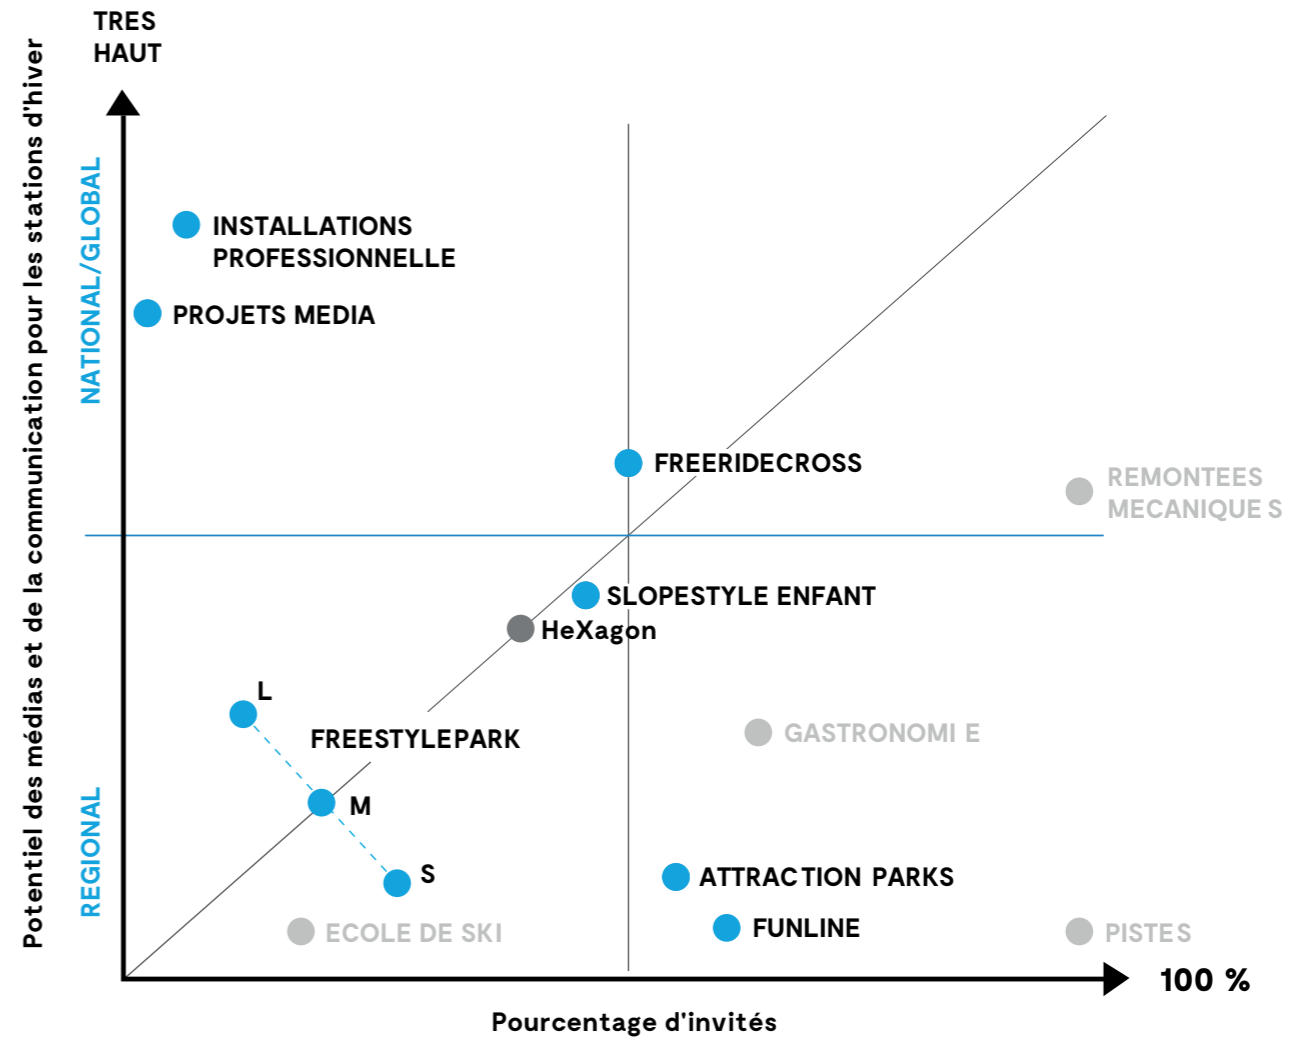 TRES
HAUT
Potentiel des médias et de la communication pour les stations d'hiver
NATIONAL/GLOBAL
INSTALLATIONS
PROFESSIONNELLE
PROJETS MEDIA
FREERIDECROSS
REMONTEES
MECANIQUE S
SLOPESTYLE ENFANT
HeXagon
L
FREESTYLEPARK
GASTRONOMI E
M
REGIONAL
S
ATTRACTION PARKS
FUNLINE
ECOLE DE SKI
PISTES
100 %
Pourcentage d'invités